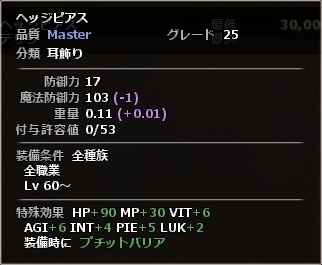 ヘッジピアス
品質 Master グレード 25
分類 耳飾り
防御力 17
魔法防御力 103 (-1)
重量 0.11 (+0.01)
付与許容値 0/53
装備条件 全種族
全職業
Lv 60～
特殊効果 HP+90 MP+30 VIT+6
AGI+6 INT+4 PIE+5 LUK+2
装備時に プチットバリア
最低
30,00